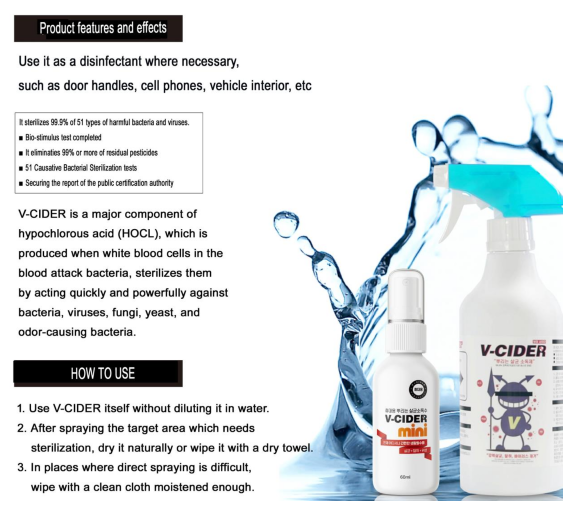 Product features and effects
Use it as a disinfectant where necessary,
such as door handles, cell phones, vehicle interior, etc
It sterilizes 99.9% of 51 types of harmful bacteria and viruses.
■ Bio-stimulus test completed
■ It eliminaties 99% or more of residual pesticides
■ 51 Causative Bacterial Sterilization tests
■ Securing the report of the public certification authority
V-CIDER is a major component of
hypochlorous acid (HOCL), which is
produced when white blood cells in the
blood attack bacteria, sterilizes them
by acting quickly and powerfully against
bacteria, viruses, fungi, yeast, and
odor-causing bacteria.
HOW TO USE
1. Use V-CIDER itself without diluting it in water.
2. After spraying the target area which needs
sterilization, dry it naturally or wipe it with a dry towel.
3. In places where direct spraying is difficult,
wipe with a clean cloth moistened enough.
V-CIDER
mini
60ml
V-CIDER
V